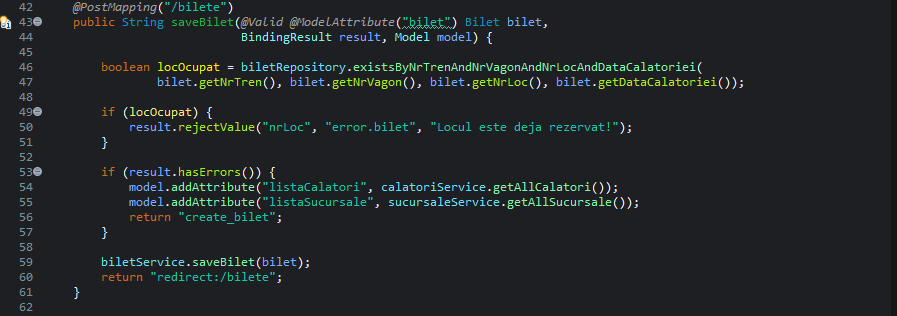 42 @PostMapping("/bilete")
43 public String saveBilet(@Valid @ModelAttribute("bilet") Bilet bilet,
44 BindingResult result, Model model) {
45
46 boolean locOcupat = biletRepository.existsByNrTrenAndNrVagonAndNrLocAndDataCalatoriei(
47 bilet.getNrTren(), bilet.getNrVagon(), bilet.getNrLoc(), bilet.getDataCalatoriei());
48
49 if (locOcupat) {
50 result.rejectValue("nrLoc", "error.bilet", "Locul este deja rezervat!");
51 }
52
53 if (result.hasErrors()) {
54 model.addAttribute("listaCalatori", calatoriService.getAllCalatori());
55 model.addAttribute("listaSucursale", sucursaleService.getAllSucursale());
56 return "create_bilet";
57 }
58
59 biletService.saveBilet(bilet);
60 return "redirect:/bilete";
61 }
62